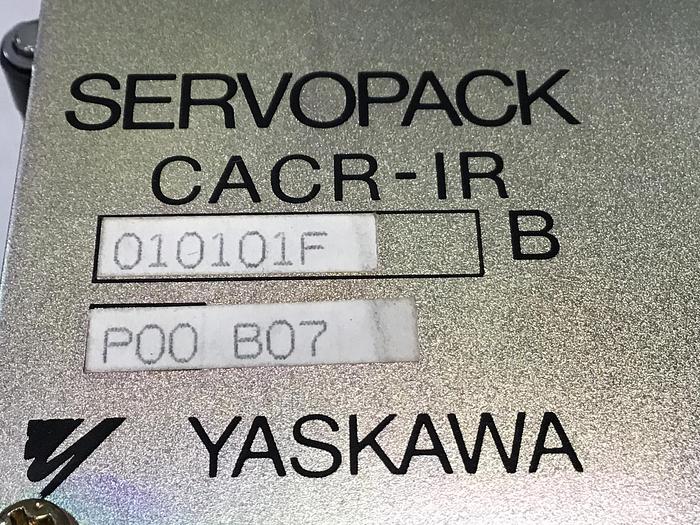 SERVOPACK
CACR-IR
010101F B
P00 B07
YASKAWA